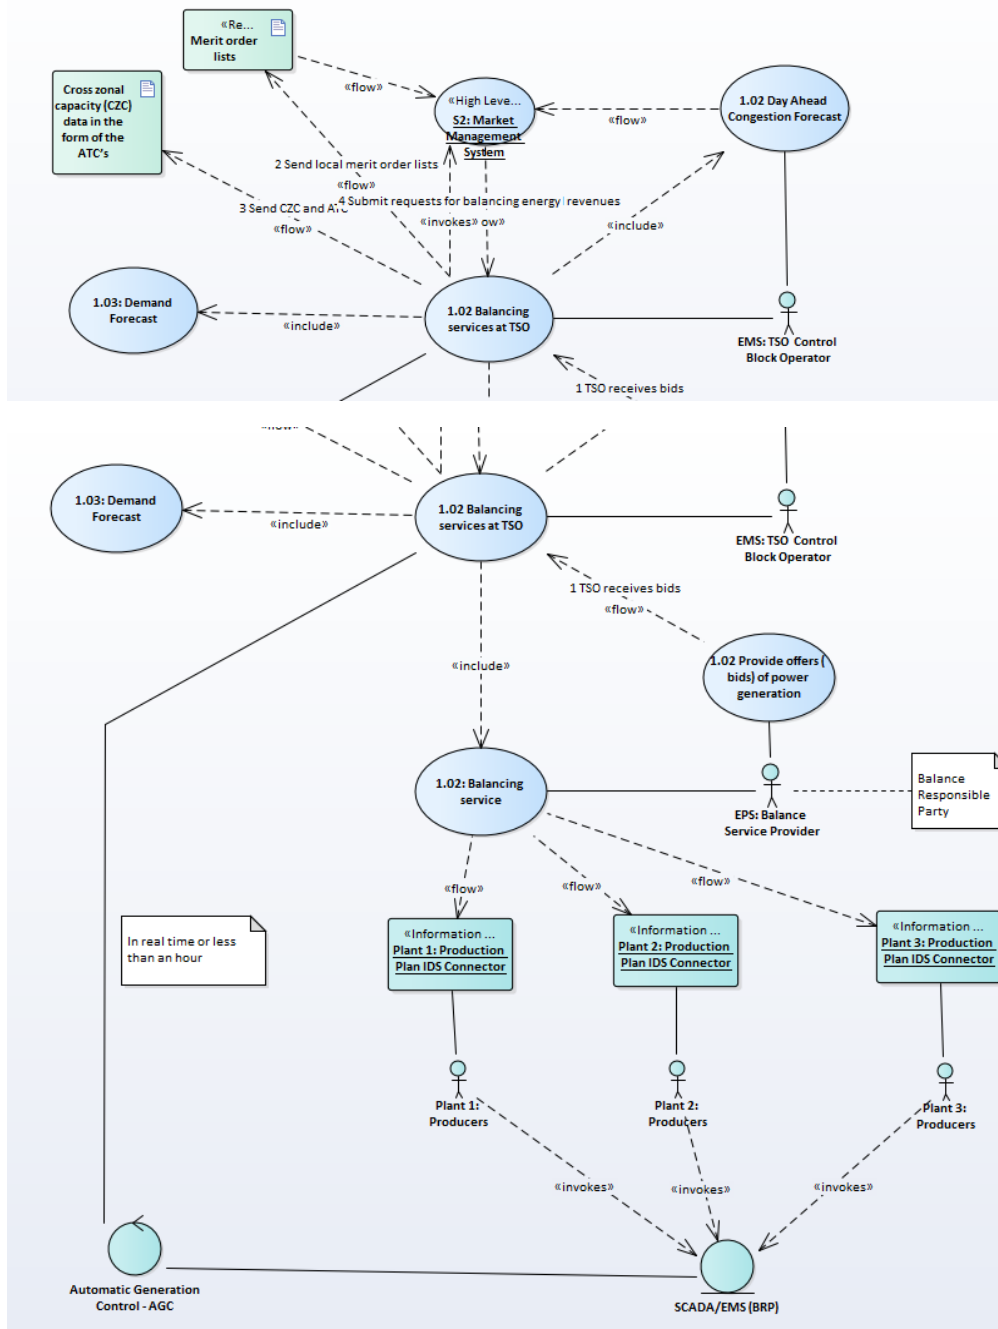 «Re...
Merit order
lists
Cross zonal
capacity (CZC)
data in the
form of the
ATC's
«flow»
«High Leve...
S2: Market
Management
System
«flow»
1.02 Day Ahead
Congestion Forecast
2 Send local merit order lists
«flow»
4 Submit requests for balancing energy revenues
3 Send CZC and
«flow»
«invokes» ow»
«include»
1.03: Demand
Forecast
«include»
1.02 Balancing
services at TSO
EMS: TSO Control
Block Operator
1 TSO receives bids
«flow»
1.03: Demand
Forecast
«include»
1.02 Balancing
services at TSO
EMS: TSO Control
Block Operator
1 TSO receives bids
«flow»
«include»
1.02 Provide offers (
bids) of power
generation
1.02: Balancing
service
EPS: Balance
Service Provider
Balance
Responsible
Party
«flow»
«flow»
«flow»
In real time or less
than an hour
«Information ...
Plant 1: Production
Plan IDS Connector
«Information ...
Plant 2: Production
Plan IDS Connector
«Information ...
Plant 3: Production
Plan IDS Connector
Plant 1:
Producers
Plant 2:
Producers
Plant 3:
Producers
«invokes»
«invokes»
«invokes»
Automatic Generation
Control - AGC
SCADA/EMS (BRP)